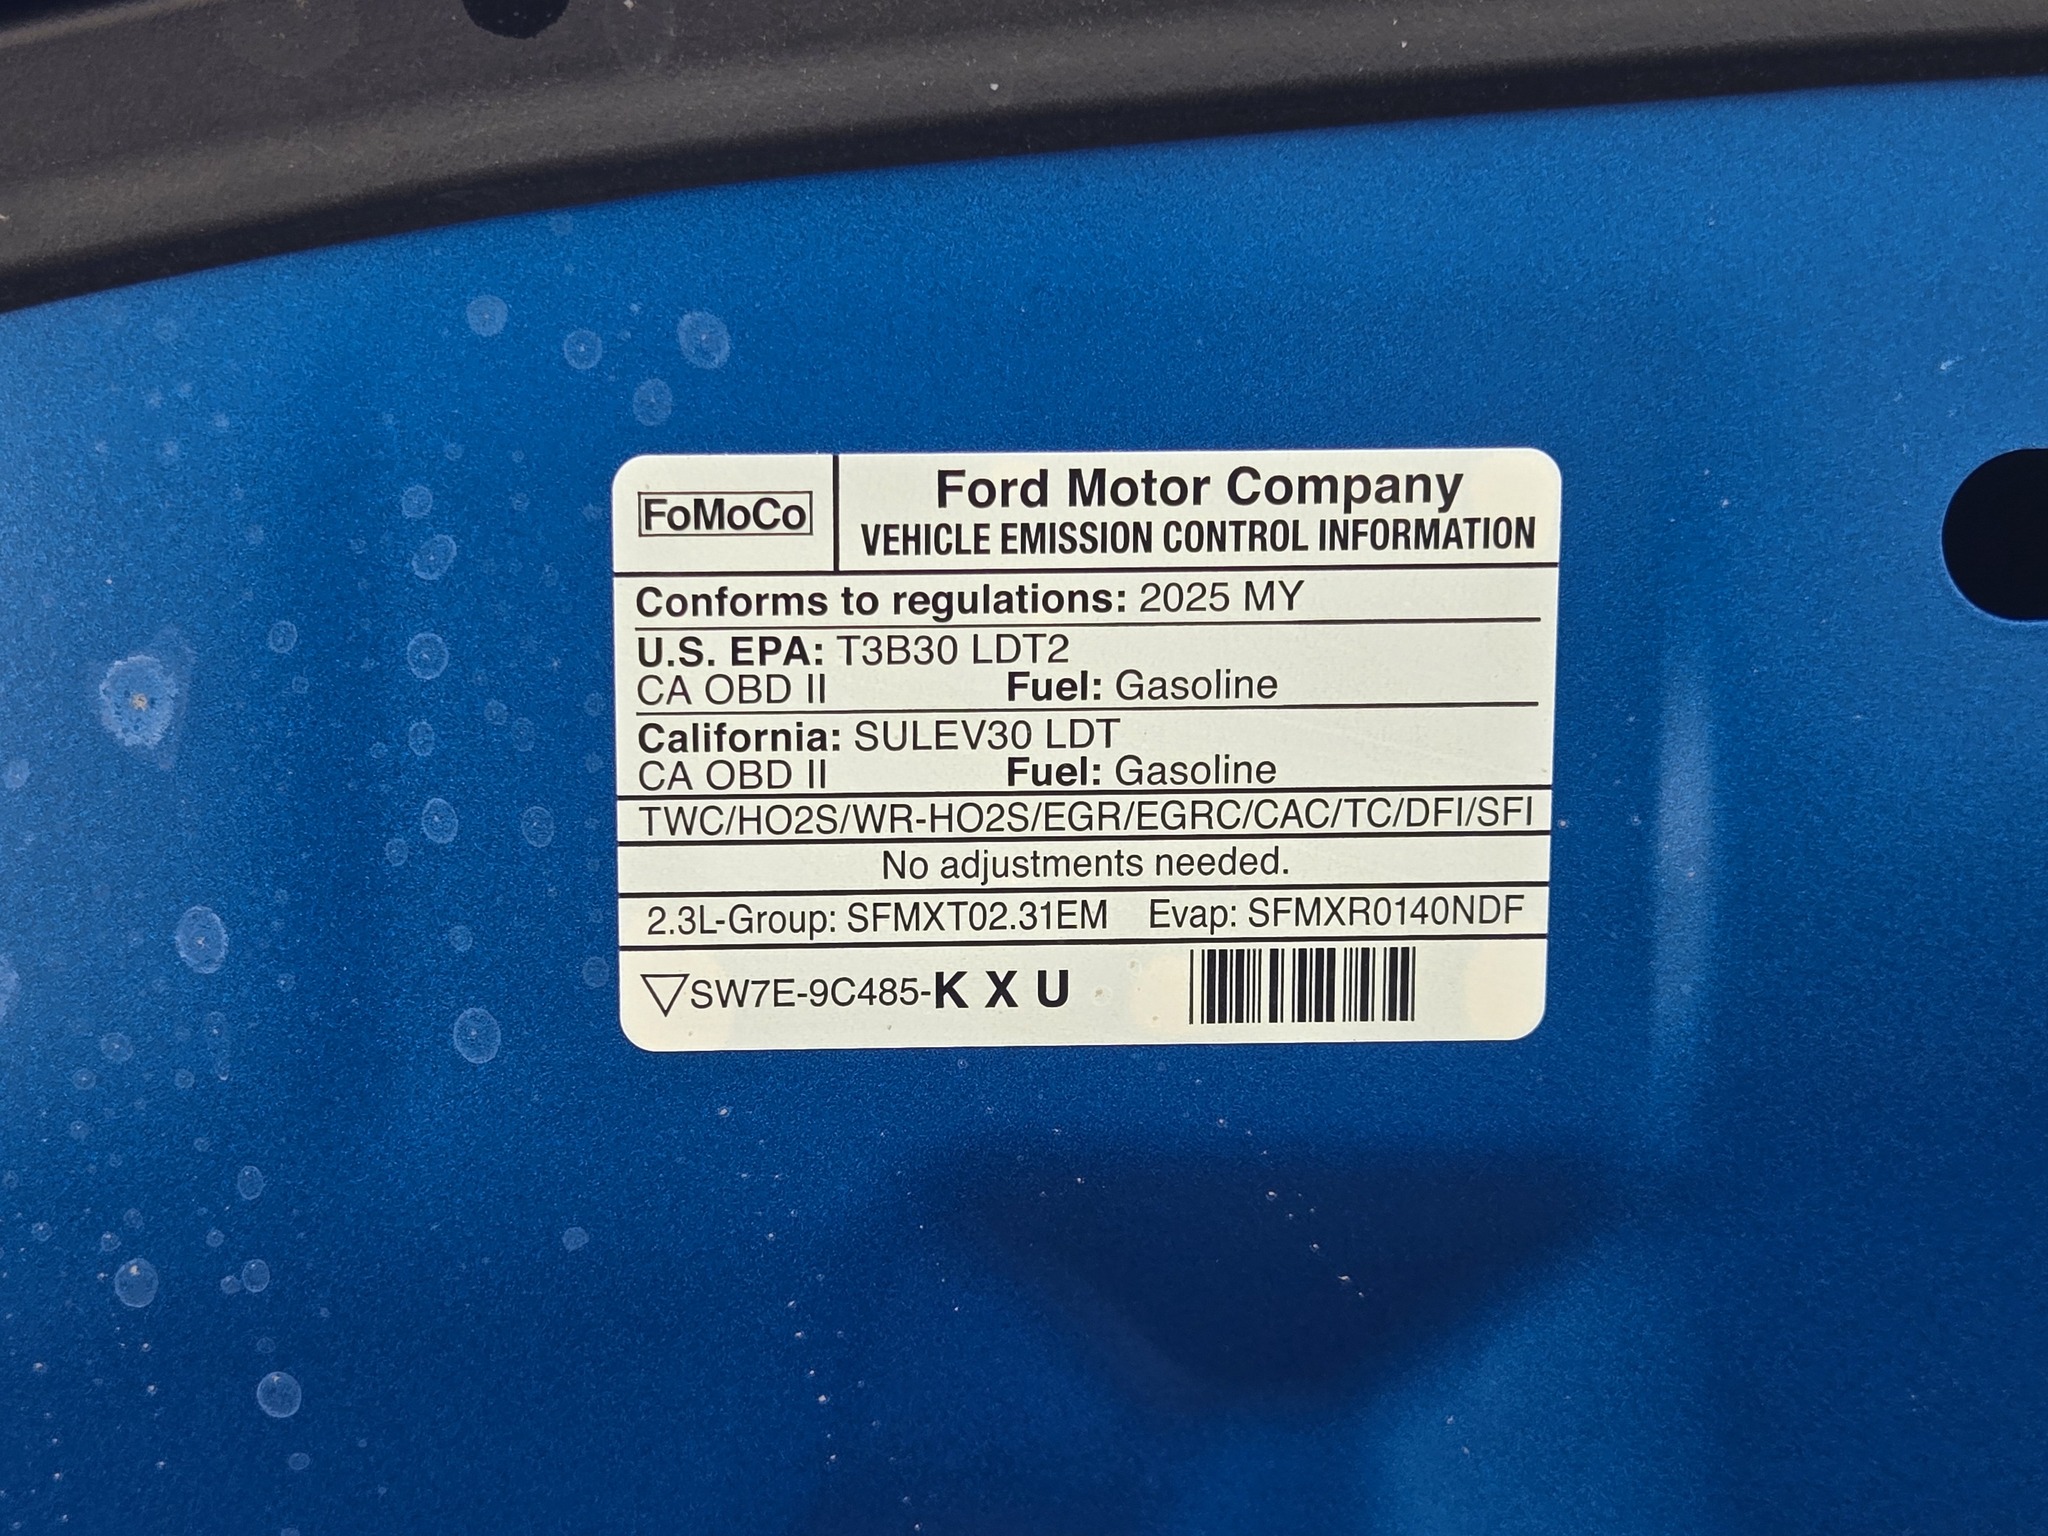 FoMoCo
Ford Motor Company
VEHICLE EMISSION CONTROL INFORMATION
Conforms to regulations: 2025 MY
U.S. EPA: T3B30 LDT2
CA OBD II Fuel: Gasoline
California: SULEV30 LDT
CA OBD II Fuel: Gasoline
TWC/HO2S/WR-HO2S/EGR/EGRC/CAC/TC/DFI/SFI
No adjustments needed.
2.3L-Group: SFMXT02.31EM Evap: SFMXR0140NDF
SW7E-9C485-K X U